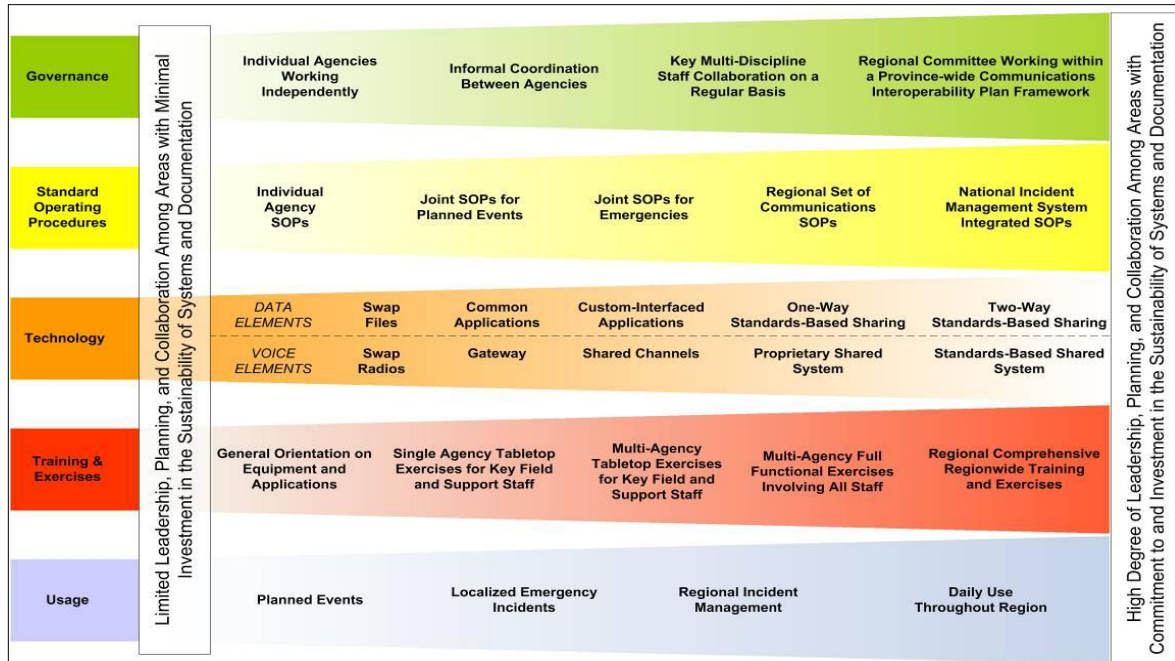 Limited Leadership, Planning, and Collaboration Among Areas with Minimal
Investment in the Sustainability of Systems and Documentation
Governance
Individual Agencies
Working
Independently
Informal Coordination
Between Agencies
Key Multi-Discipline
Staff Collaboration on a
Regular Basis
Regional Committee Working within
a Province-wide Communications
Interoperability Plan Framework
Standard
Operating
Procedures
Individual
Agency
SOPs
Joint SOPs for
Planned Events
Joint SOPs for
Emergencies
Regional Set of
Communications
SOPs
National Incident
Management System
Integrated SOPs
Technology
DATA
ELEMENTS
Swap
Files
Common
Applications
Custom-Interfaced
Applications
One-Way
Standards-Based Sharing
Two-Way
Standards-Based Sharing
VOICE
ELEMENTS
Swap
Radios
Gateway
Shared Channels
Proprietary Shared
System
Standards-Based Shared
System
Training &
Exercises
General Orientation on
Equipment and
Applications
Single Agency Tabletop
Exercises for Key Field
and Support Staff
Multi-Agency
Tabletop Exercises
for Key Field and
Support Staff
Multi-Agency Full
Functional Exercises
Involving All Staff
Regional Comprehensive
Regionwide Training
and Exercises
Usage
Planned Events
Localized Emergency
Incidents
Regional Incident
Management
Daily Use
Throughout Region
High Degree of Leadership, Planning, and Collaboration Among Areas with
Commitment to and Investment in the Sustainability of Systems and Documentation